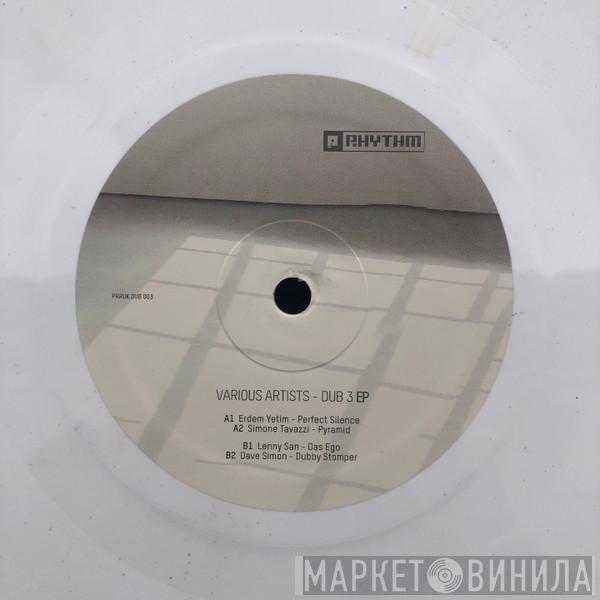 P.RHYTHM
PRRUK DUB 003
VARIOUS ARTISTS - DUB 3 EP
A1 Erdem Yetim - Perfect Silence
A2 Simone Tavazzi - Pyramid
B1 Lenny San - Das Ego
B2 Dave Simon - Dubby Stomper
МАРКЕТ ВИНИЛА